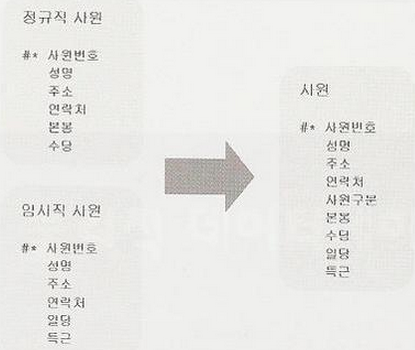 정규직 사원
#* 사원번호
성명
주소
연락처
본봉
수당
임시직 사원
#* 사원번호
성명
주소
연락처
일당
특근
사원
#* 사원번호
성명
주소
연락처
사원구분
본봉
수당
일당
특근